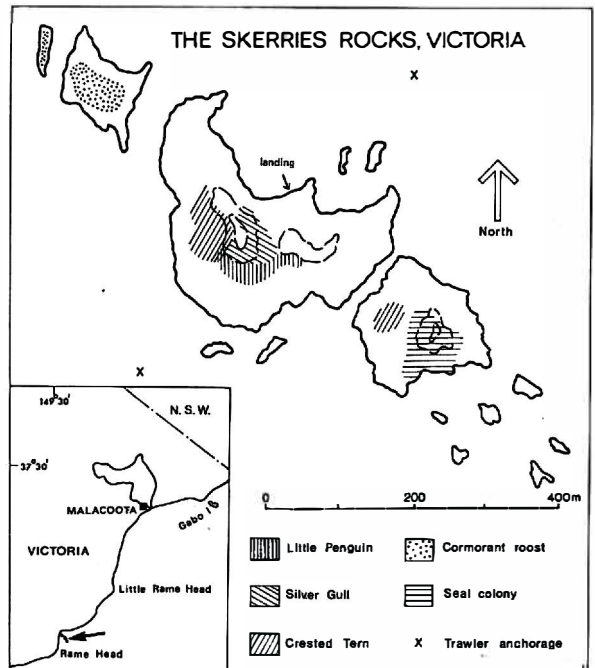 THE SKERRIES ROCKS, VICTORIA
X
landing
North
X
149° 30'
N.S.W.
37° 30'
MALACOOTA
Gabo Is
VICTORIA
Little Rame Head
Rame Head
0 200 400m
Little Penguin
Cormorant roost
Silver Gull
Seal colony
Crested Tern
X Trawler anchorage